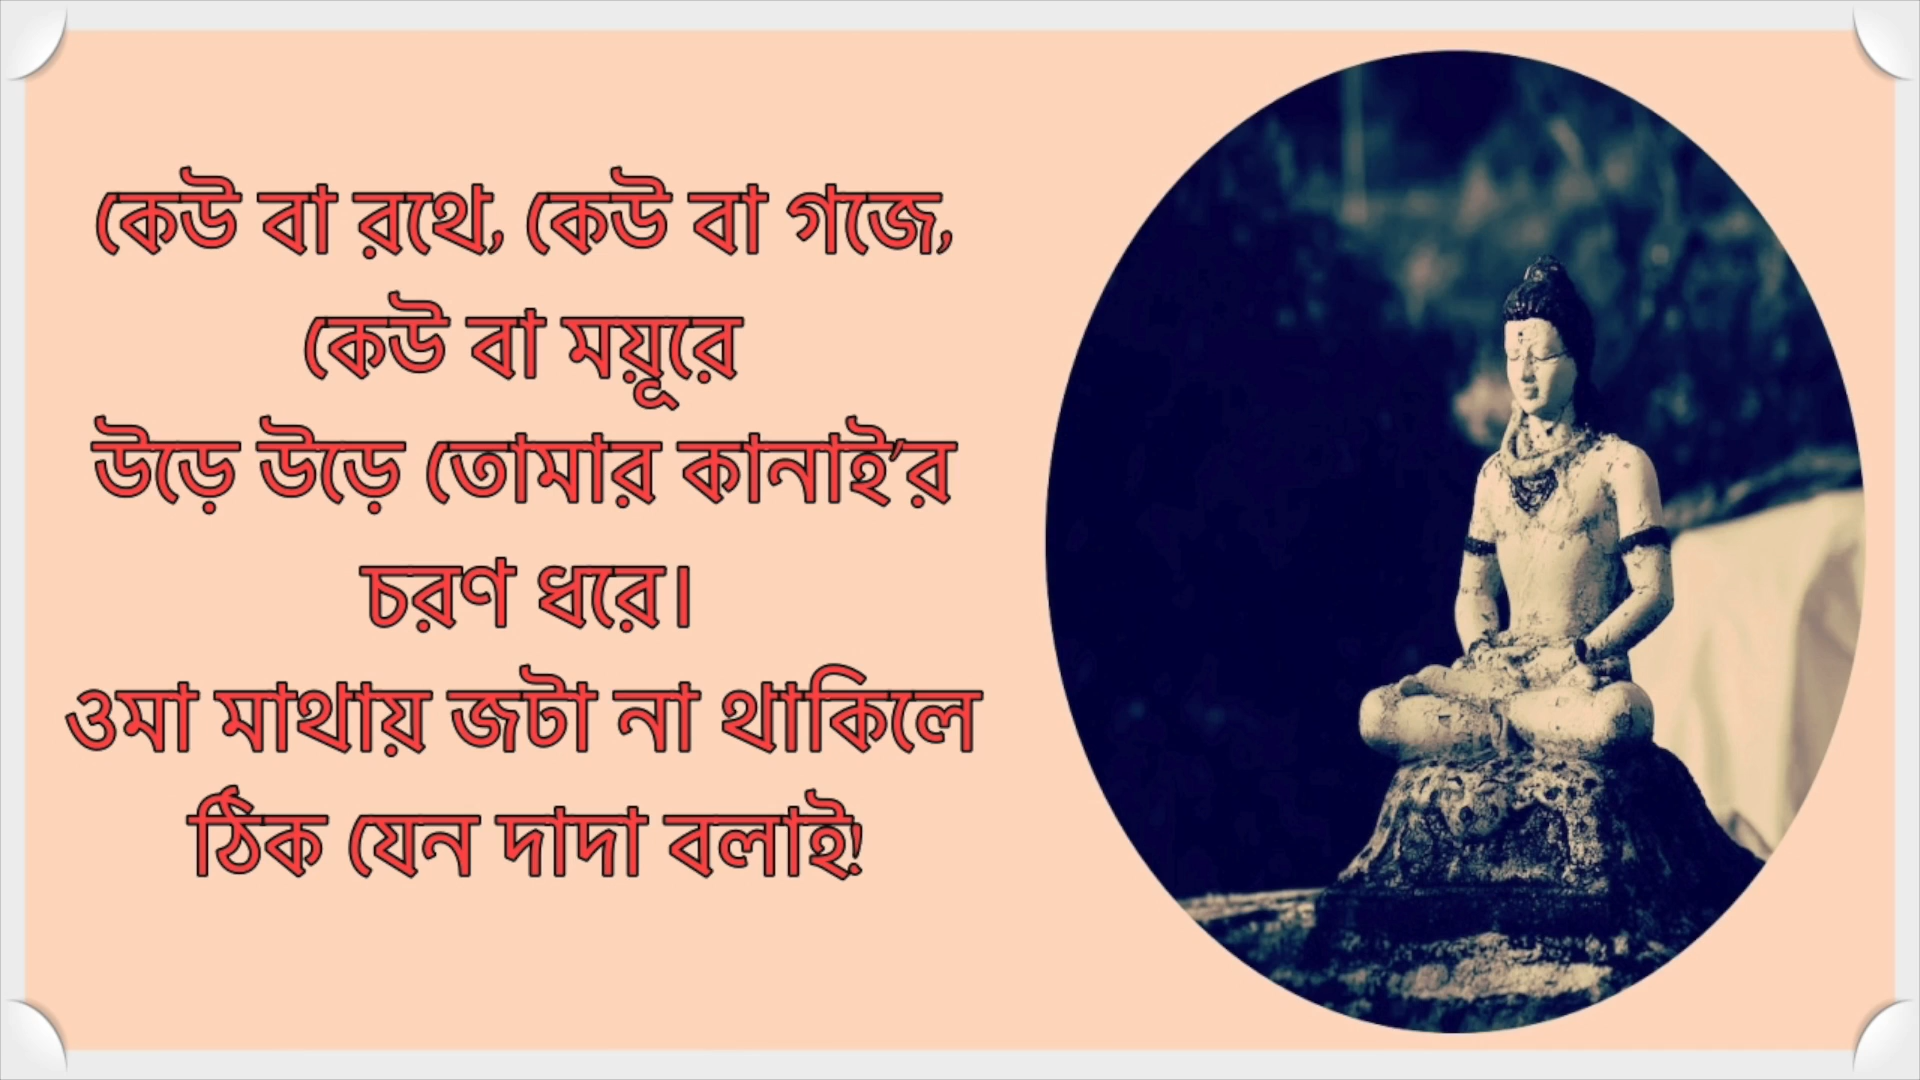 কেউ বা রথে, কেউ বা গজে,
কেউ বা ময়ূরে
উড়ে উড়ে তোমার কানাই’র
চরণ ধরে।
ওমা মাথায় জটা না থাকিলে
ঠিক যেন দাদা বলাই!